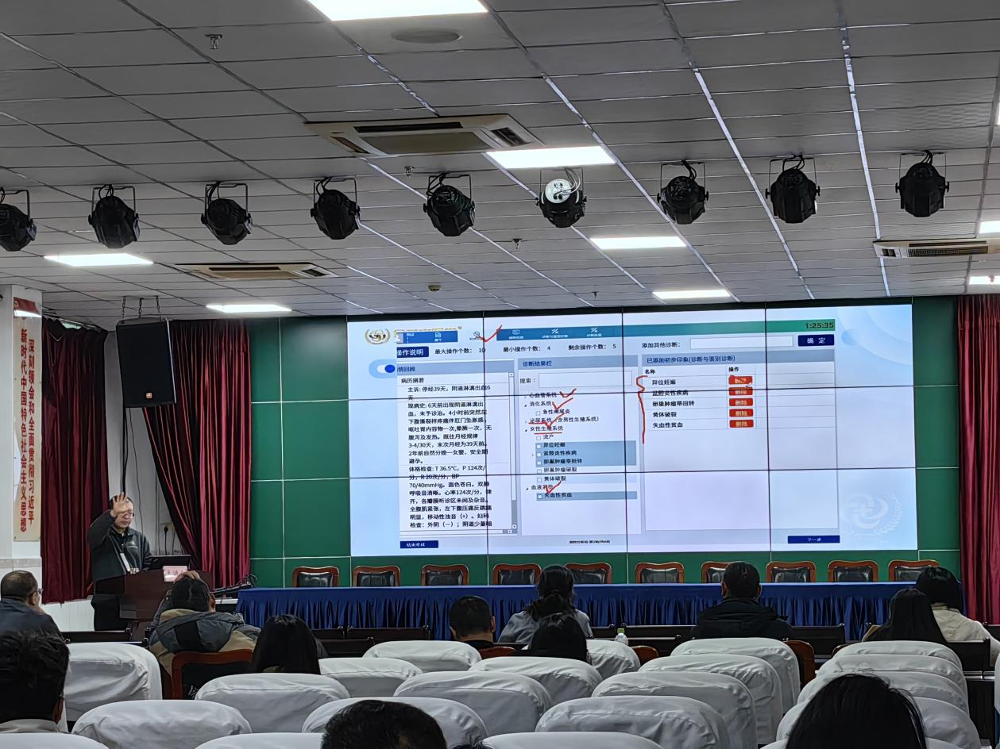 深刻领会和全面贯彻习近平
新时代中国特色社会主义思想
1:25:35
操作说明
最大操作个数: 10
最小操作个数: 4
剩余操作个数: 5
添加其他诊断:
确 定
情回顾
病历摘要
主诉: 停经39天，阴道淋漓出血6
天
现病史: 6天前出现阴道淋漓出
血，未予诊治。4小时前突然左
下腹撕裂样疼痛伴肛门坠胀感，
呕吐胃内容物一次,晕厥一次，无
腹泻及发热。既往月经规律
3-4/30天，末次月经为39天前。
2年前自然分娩一女婴，安全期
避孕。
体格检查: T 36.5℃，P 124次/
分，R 20次/分，BP
70/40mmHg。面色苍白。双肺
呼吸音清晰。心率124次/分，律
齐，各瓣膜听诊区未闻及杂音。
全腹肌紧张，左下腹压痛反跳痛
明显，移动性浊音（+）。妇科
检查: 外阴（—）；阴道少量暗
结束考试
诊断结果栏
搜索:
心血管系统
消化系统
急性阑尾炎
泌尿系统（含男性生殖系统）
女性生殖系统
流产
异位妊娠
盆腔炎性疾病
卵巢肿瘤蒂扭转
卵巢肿瘤破裂
黄体破裂
血液系统
失血性贫血
已添加初步印象(诊断与鉴别诊断)
名称 操作
异位妊娠 删除
盆腔炎性疾病 删除
卵巢肿瘤蒂扭转 删除
黄体破裂 删除
失血性贫血 删除
下一步